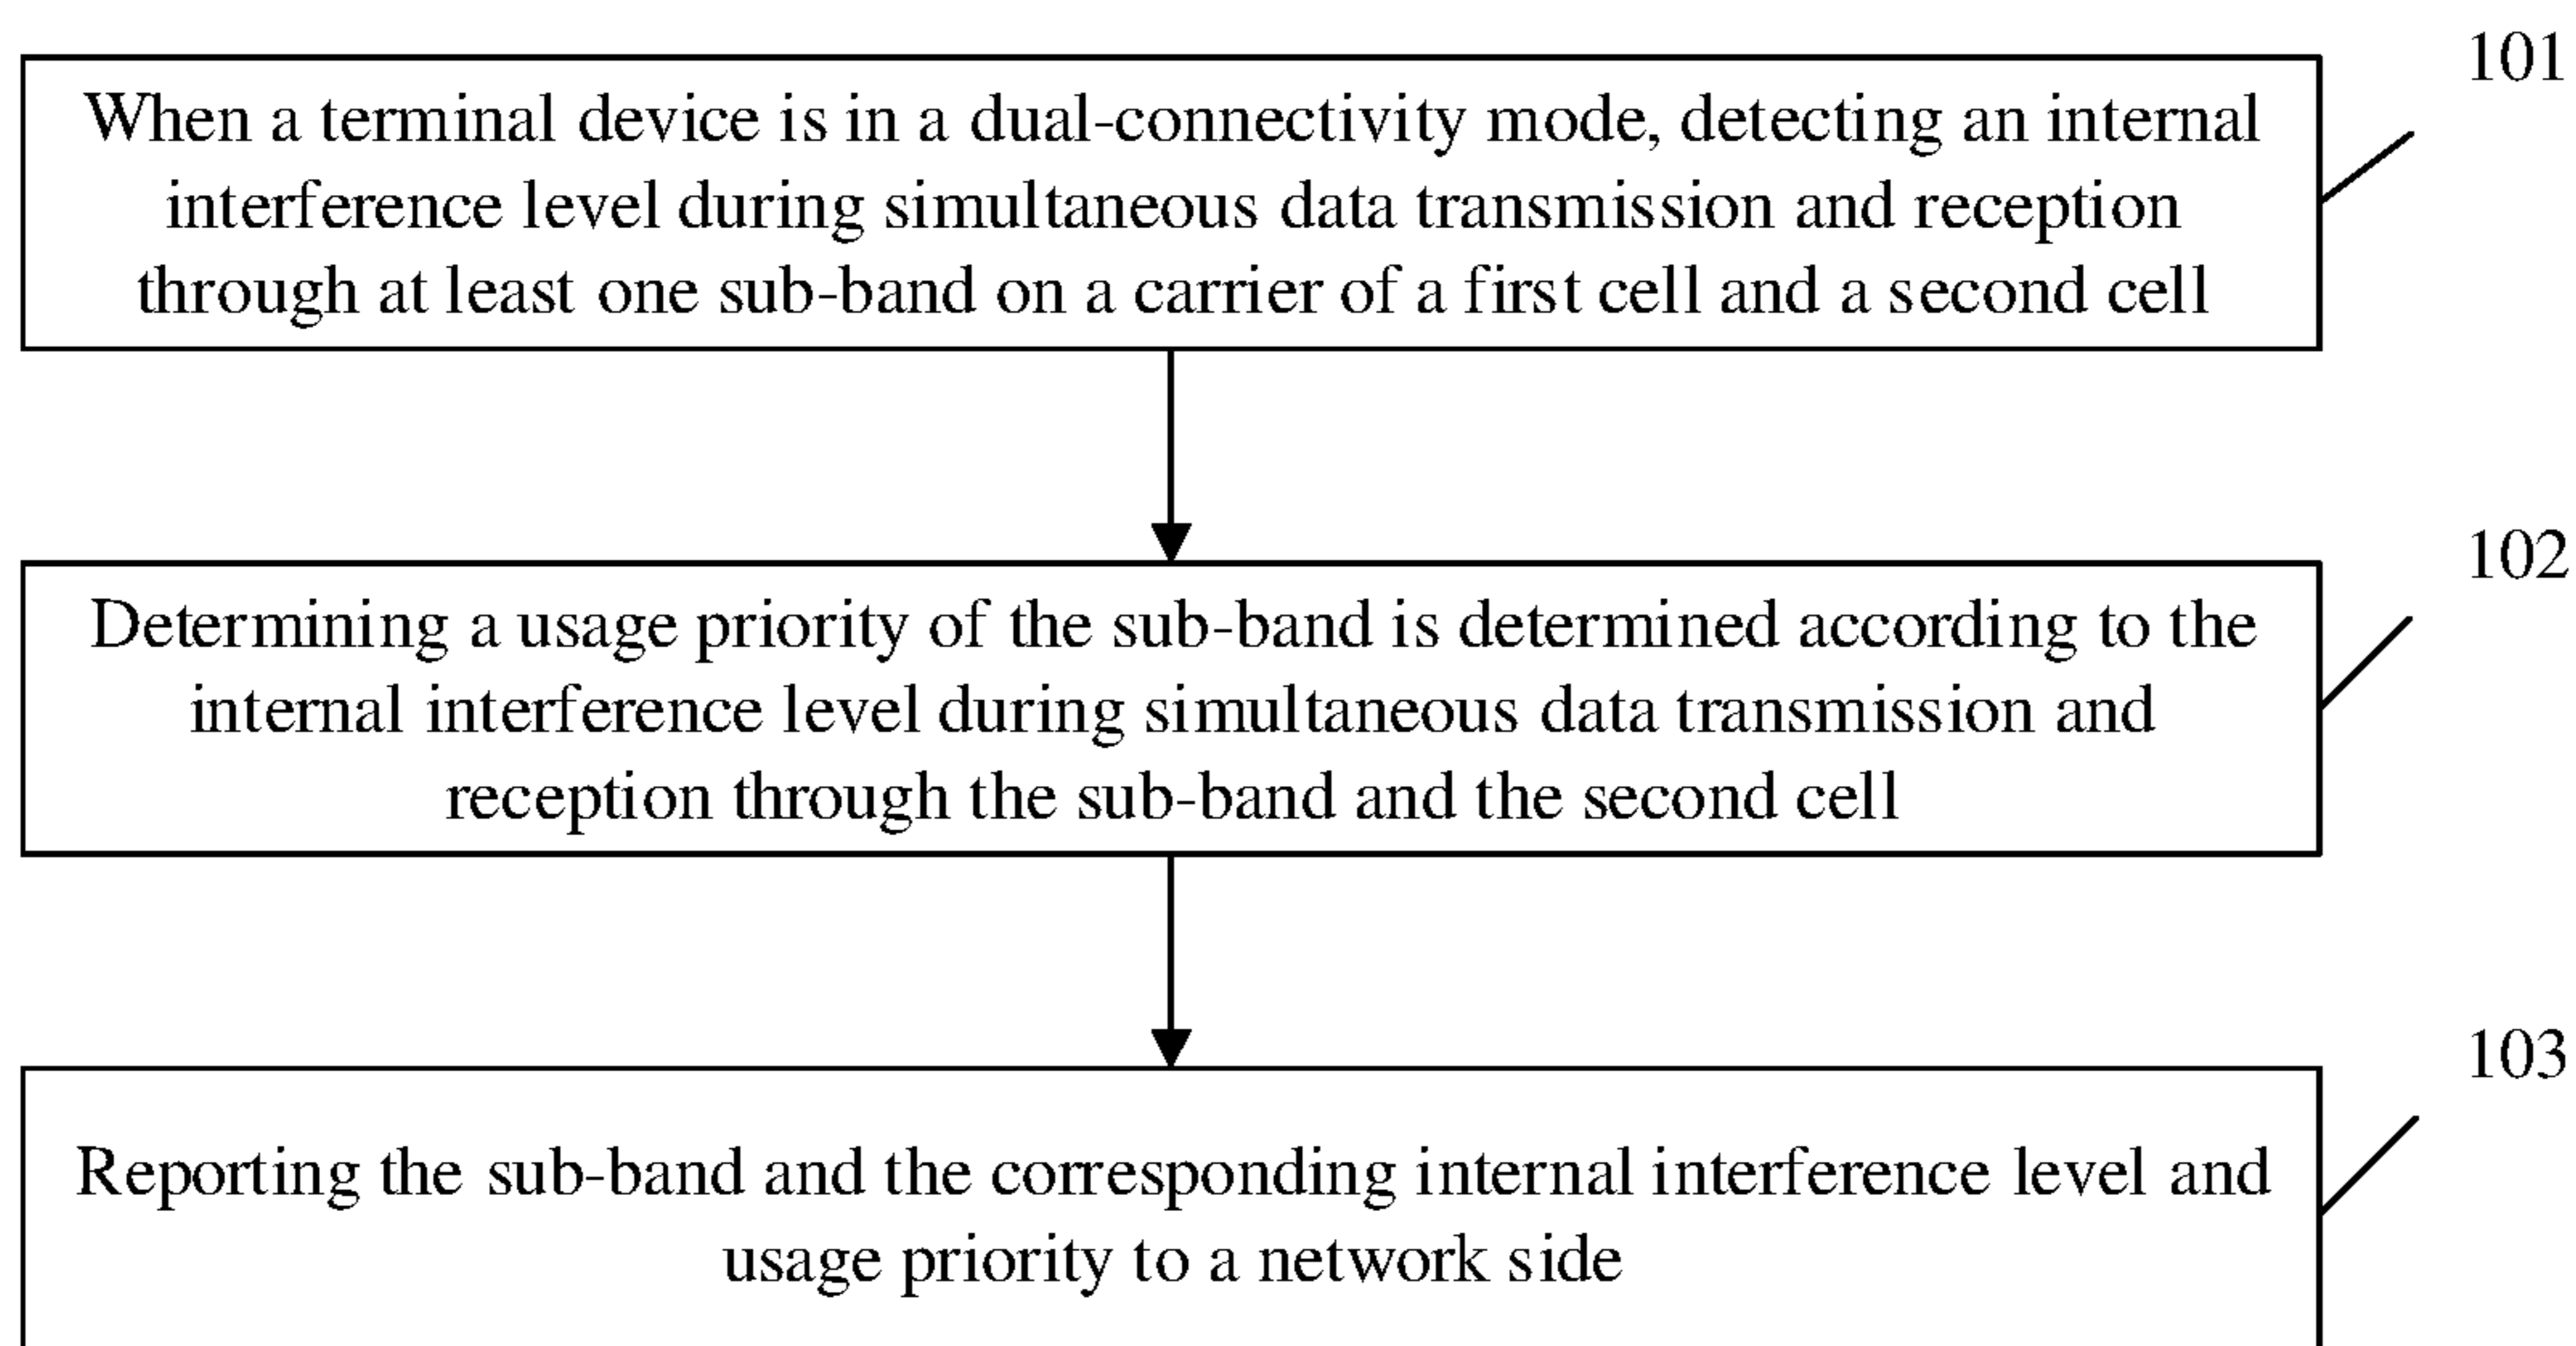 101
When a terminal device is in a dual-connectivity mode, detecting an internal
interference level during simultaneous data transmission and reception
through at least one sub-band on a carrier of a first cell and a second cell
102
Determining a usage priority of the sub-band is determined according to the
internal interference level during simultaneous data transmission and
reception through the sub-band and the second cell
103
Reporting the sub-band and the corresponding internal interference level and
usage priority to a network side